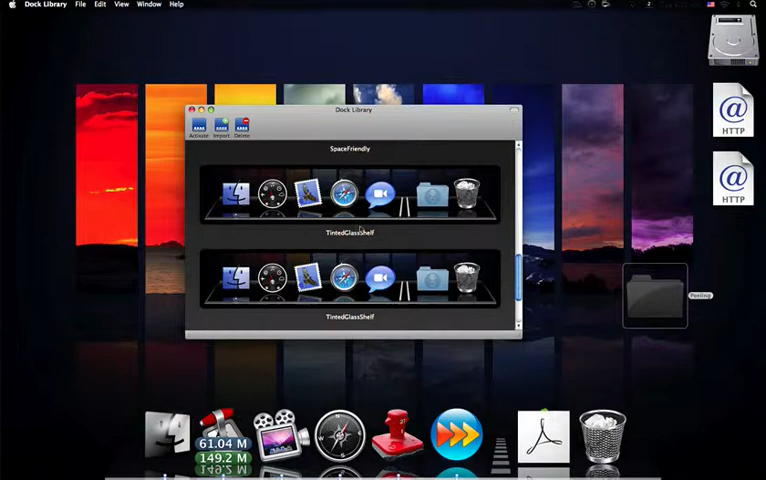 Dock Library File Edit View Window Help
Dock Library
Activate Import Delete
SpaceFriendly
TintedGlassShelf
TintedGlassShelf
HTTP
HTTP
61.04 M
149.2 M